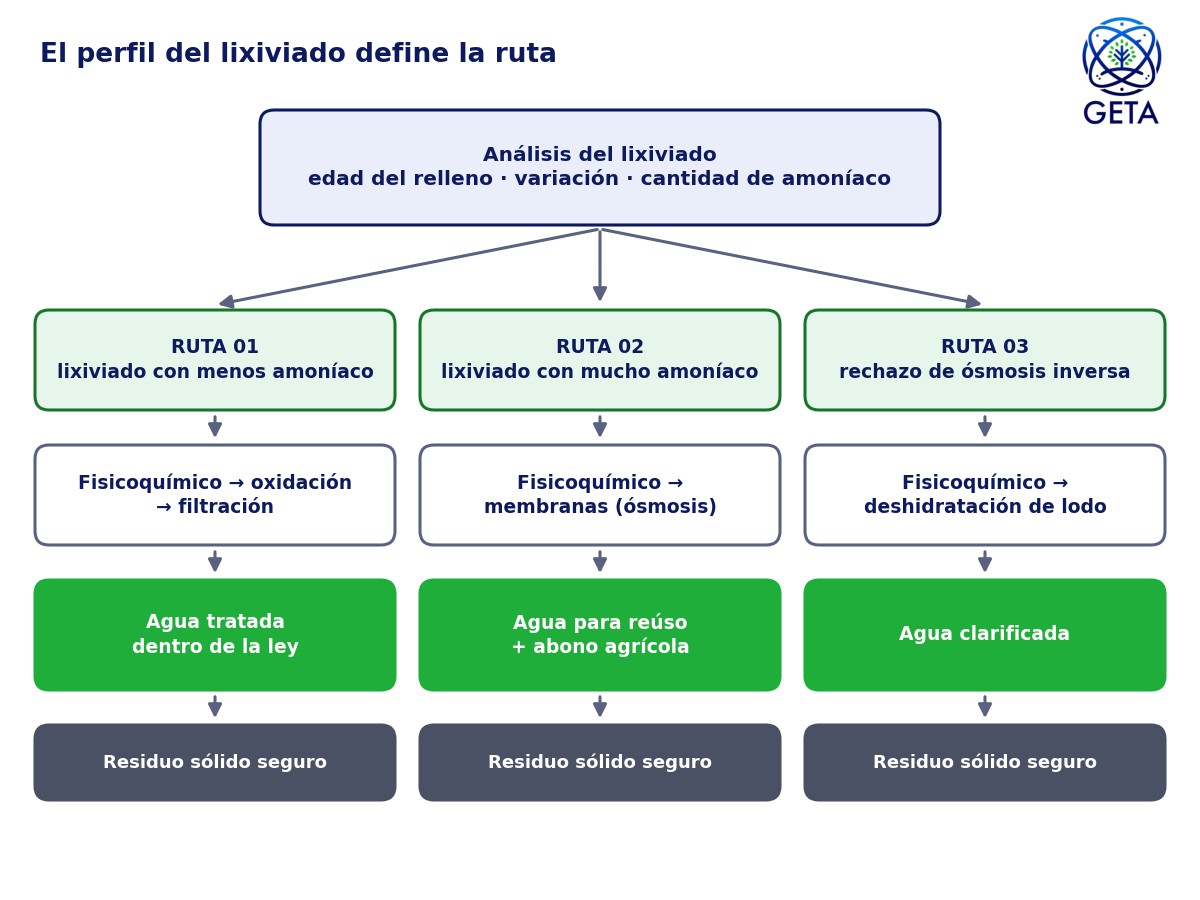 El perfil del lixiviado define la ruta
GETA
Análisis del lixiviado
edad del relleno · variación · cantidad de amoníaco
RUTA 01
lixiviado con menos amoníaco
RUTA 02
lixiviado con mucho amoníaco
RUTA 03
rechazo de ósmosis inversa
Fisicoquímico → oxidación
→ filtración
Fisicoquímico →
membranas (ósmosis)
Fisicoquímico →
deshidratación de lodo
Agua tratada
dentro de la ley
Agua para reúso
+ abono agrícola
Agua clarificada
Residuo sólido seguro
Residuo sólido seguro
Residuo sólido seguro